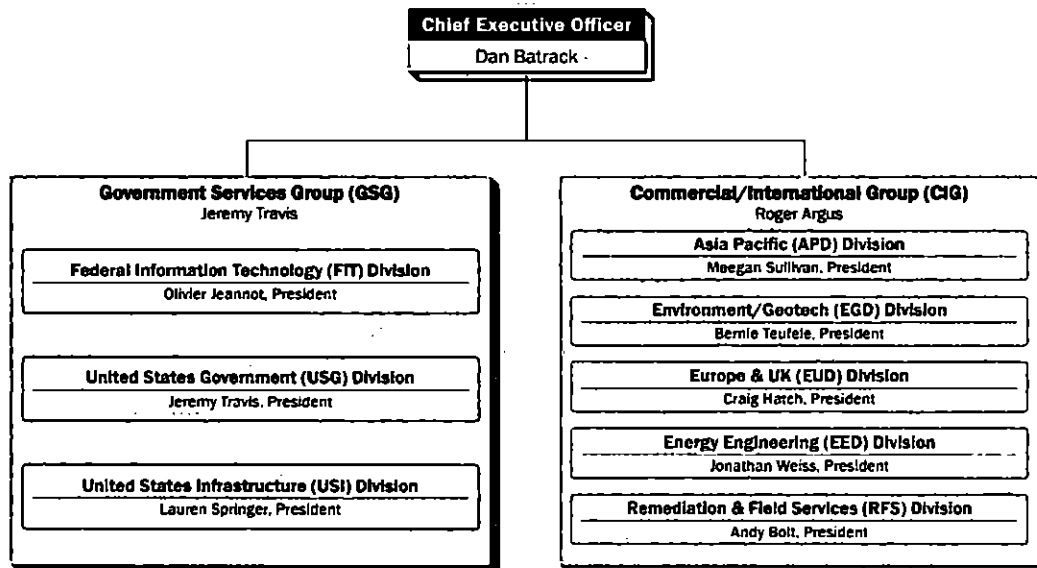 Chief Executive Officer
Dan Batrack
Government Services Group (GSG)
Jeremy Travis
Federal Information Technology (FIT) Division
Olivier Jeannot, President
United States Government (USG) Division
Jeremy Travis, President
United States Infrastructure (USI) Division
Lauren Springer, President
Commercial/International Group (CIG)
Roger Argus
Asia Pacific (APD) Division
Meegan Sullivan, President
Environment/Geotech (EGD) Division
Bernie Teufele, President
Europe & UK (EUD) Division
Craig Hatch, President
Energy Engineering (EED) Division
Jonathan Weiss, President
Remediation & Field Services (RFS) Division
Andy Bolt, President